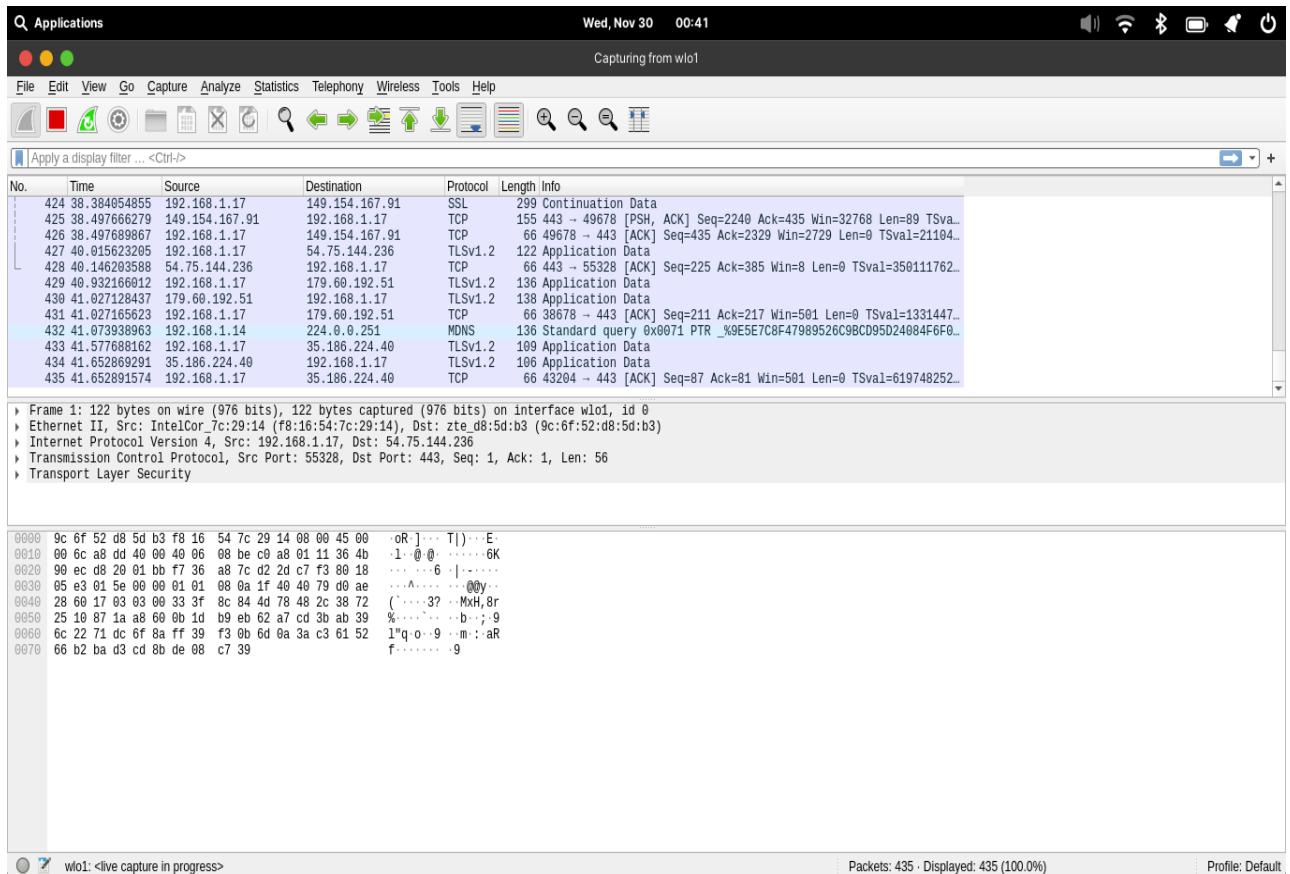 Applications Wed, Nov 30 00:41
Capturing from wlo1
File Edit View Go Capture Analyze Statistics Telephony Wireless Tools Help
Apply a display filter … <Ctrl-/> +
No. Time Source Destination Protocol Length Info
424 38.384054855 192.168.1.17 149.154.167.91 SSL 299 Continuation Data
425 38.497666279 149.154.167.91 192.168.1.17 TCP 155 443 → 49678 [PSH, ACK] Seq=2240 Ack=435 Win=32768 Len=89 TSva…
426 38.497689867 192.168.1.17 149.154.167.91 TCP 66 49678 → 443 [ACK] Seq=435 Ack=2329 Win=2729 Len=0 TSval=21104…
427 40.015623205 192.168.1.17 54.75.144.236 TLSv1.2 122 Application Data
428 40.146203588 54.75.144.236 192.168.1.17 TCP 66 443 → 55328 [ACK] Seq=225 Ack=385 Win=8 Len=0 TSval=350111762…
429 40.932166012 192.168.1.17 179.60.192.51 TLSv1.2 136 Application Data
430 41.027128437 179.60.192.51 192.168.1.17 TLSv1.2 138 Application Data
431 41.027165623 192.168.1.17 179.60.192.51 TCP 66 38678 → 443 [ACK] Seq=211 Ack=217 Win=501 Len=0 TSval=1331447…
432 41.073938963 192.168.1.14 224.0.0.251 MDNS 136 Standard query 0x0071 PTR _%9E5E7C8F47989526C9BCD95D24084F6F0…
433 41.577688162 192.168.1.17 35.186.224.40 TLSv1.2 109 Application Data
434 41.652869291 35.186.224.40 192.168.1.17 TLSv1.2 106 Application Data
435 41.652891574 192.168.1.17 35.186.224.40 TCP 66 43204 → 443 [ACK] Seq=87 Ack=81 Win=501 Len=0 TSval=619748252…
Frame 1: 122 bytes on wire (976 bits), 122 bytes captured (976 bits) on interface wlo1, id 0
Ethernet II, Src: IntelCor_7c:29:14 (f8:16:54:7c:29:14), Dst: zte_d8:5d:b3 (9c:6f:52:d8:5d:b3)
Internet Protocol Version 4, Src: 192.168.1.17, Dst: 54.75.144.236
Transmission Control Protocol, Src Port: 55328, Dst Port: 443, Seq: 1, Ack: 1, Len: 56
Transport Layer Security
0000 9c 6f 52 d8 5d b3 f8 16 54 7c 29 14 08 00 45 00 ·oR·]··· T|)···E·
0010 00 6c a8 dd 40 00 40 06 08 be c0 a8 01 11 36 4b ·l··@·@· ······6K
0020 90 ec d8 20 01 bb f7 36 a8 7c d2 2d c7 f3 80 18 ··· ···6 ·|·-····
0030 05 e3 01 5e 00 00 01 01 08 0a 1f 40 40 79 d0 ae ···^···· ···@@y··
0040 28 60 17 03 03 00 33 3f 8c 84 4d 78 48 2c 38 72 (`····3? ··MxH,8r
0050 25 10 87 1a a8 60 0b 1d b9 eb 62 a7 cd 3b ab 39 %····`·· ··b··;·9
0060 6c 22 71 dc 6f 8a ff 39 f3 0b 6d 0a 3a c3 61 52 l"q·o··9 ··m·:·aR
0070 66 b2 ba d3 cd 8b de 08 c7 39 f······· ·9
wlo1: <live capture in progress> Packets: 435 · Displayed: 435 (100.0%) Profile: Default